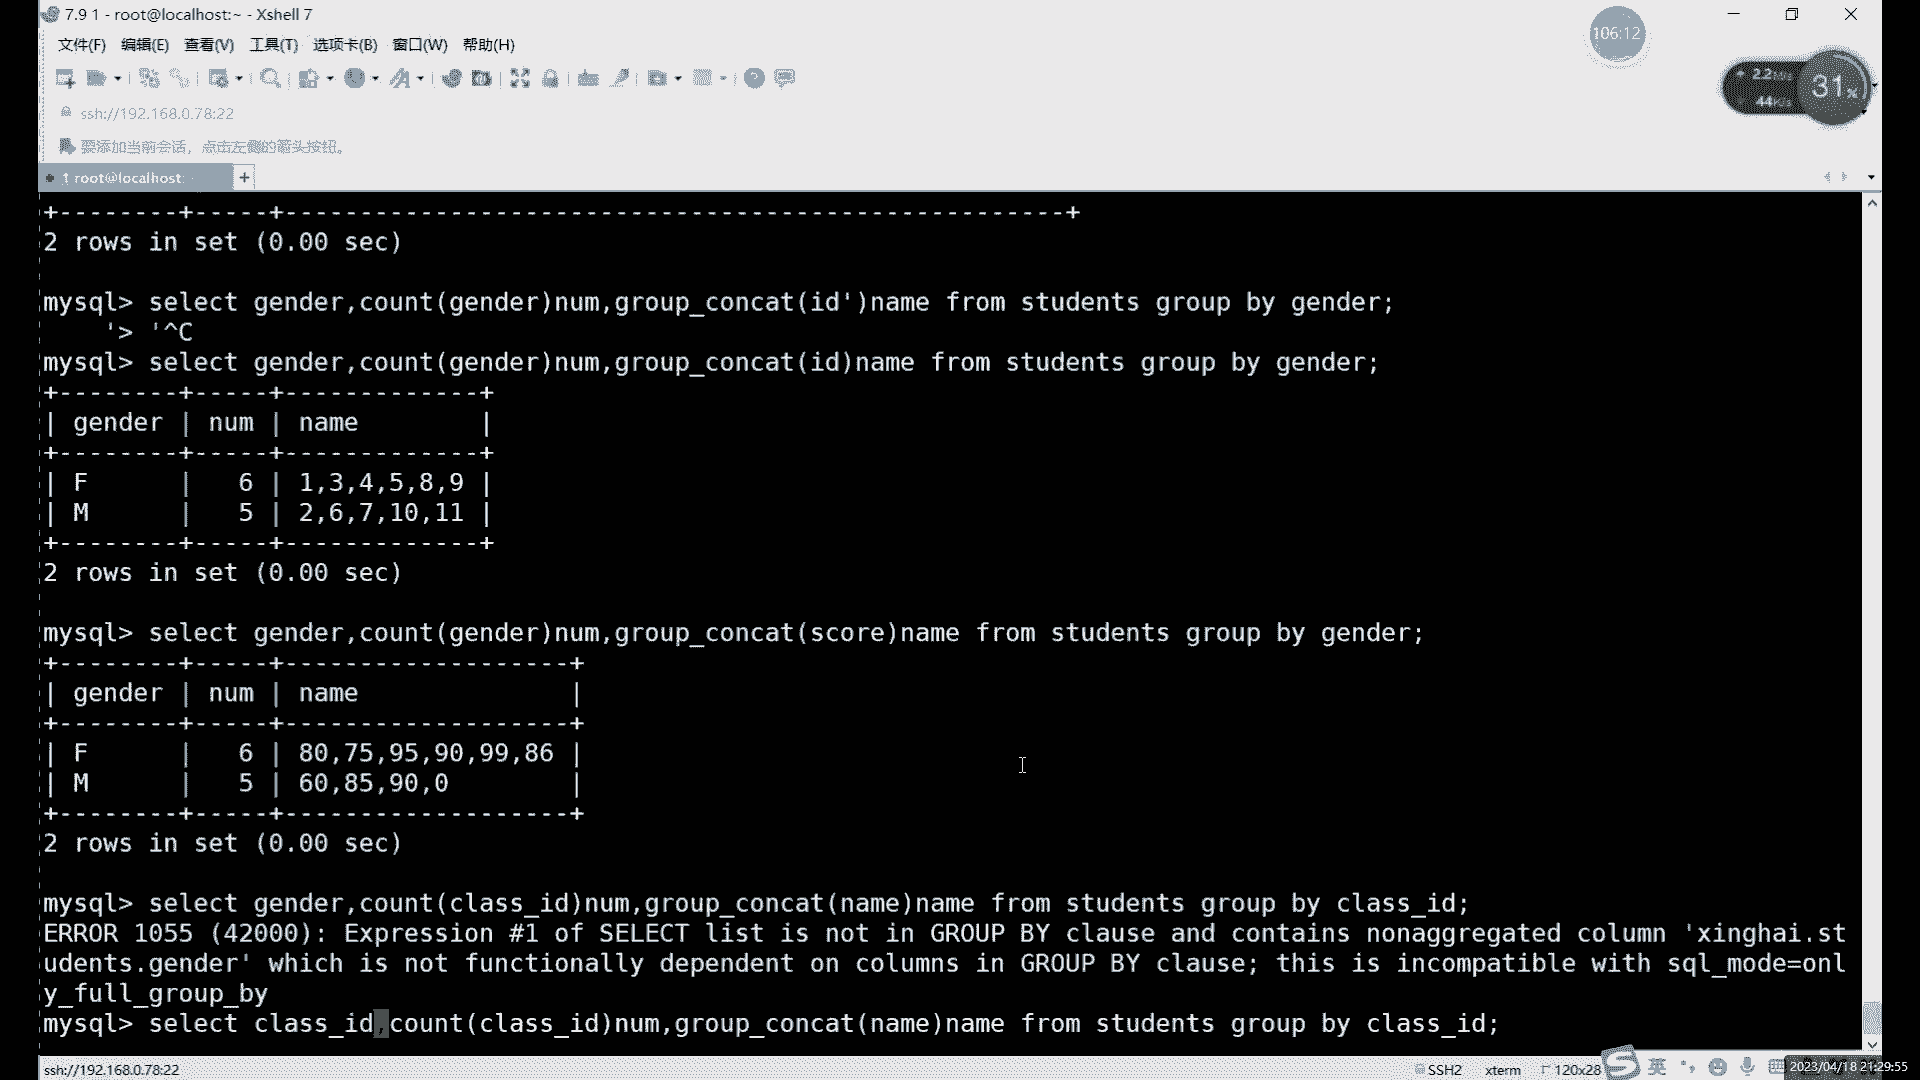 7.9 1 - root@localhost:~ - Xshell 7
106:12
文件(F) 编辑(E) 查看(V) 工具(T) 选项卡(B) 窗口(W) 帮助(H)
31%
ssh://192.168.0.78:22
要添加当前会话，点击左侧的箭头按钮。
1 root@localhost:
+--------+-----+----------------------------------------------------+
2 rows in set (0.00 sec)
mysql> select gender,count(gender)num,group_concat(id')name from students group by gender;
    '> '^C
mysql> select gender,count(gender)num,group_concat(id)name from students group by gender;
+--------+-----+-------------+
| gender | num | name        |
+--------+-----+-------------+
| F      |   6 | 1,3,4,5,8,9 |
| M      |   5 | 2,6,7,10,11 |
+--------+-----+-------------+
2 rows in set (0.00 sec)
mysql> select gender,count(gender)num,group_concat(score)name from students group by gender;
+--------+-----+-------------------+
| gender | num | name              |
+--------+-----+-------------------+
| F      |   6 | 80,75,95,90,99,86 |
| M      |   5 | 60,85,90,0        |
+--------+-----+-------------------+
2 rows in set (0.00 sec)
mysql> select gender,count(class_id)num,group_concat(name)name from students group by class_id;
ERROR 1055 (42000): Expression #1 of SELECT list is not in GROUP BY clause and contains nonaggregated column 'xinghai.st
udents.gender' which is not functionally dependent on columns in GROUP BY clause; this is incompatible with sql_mode=onl
y_full_group_by
mysql> select class_id,count(class_id)num,group_concat(name)name from students group by class_id;
ssh://192.168.0.78:22
SSH2 xterm 120x28 英 2023/04/18 21:29:55